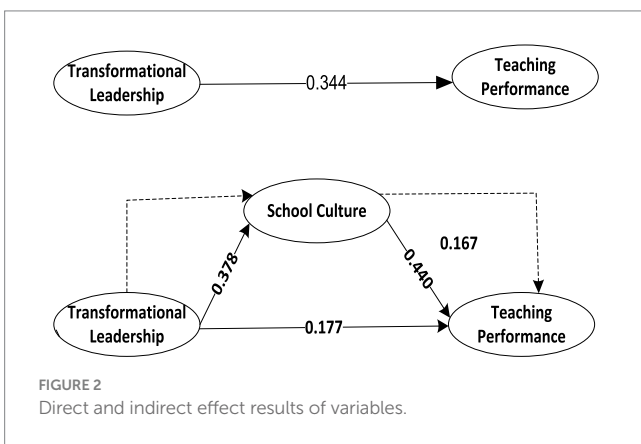 Transformational
Leadership
0.344
Teaching
Performance
School Culture
0.378
0.440
0.167
Transformational
Leadership
0.177
Teaching
Performance
FIGURE 2
Direct and indirect effect results of variables.